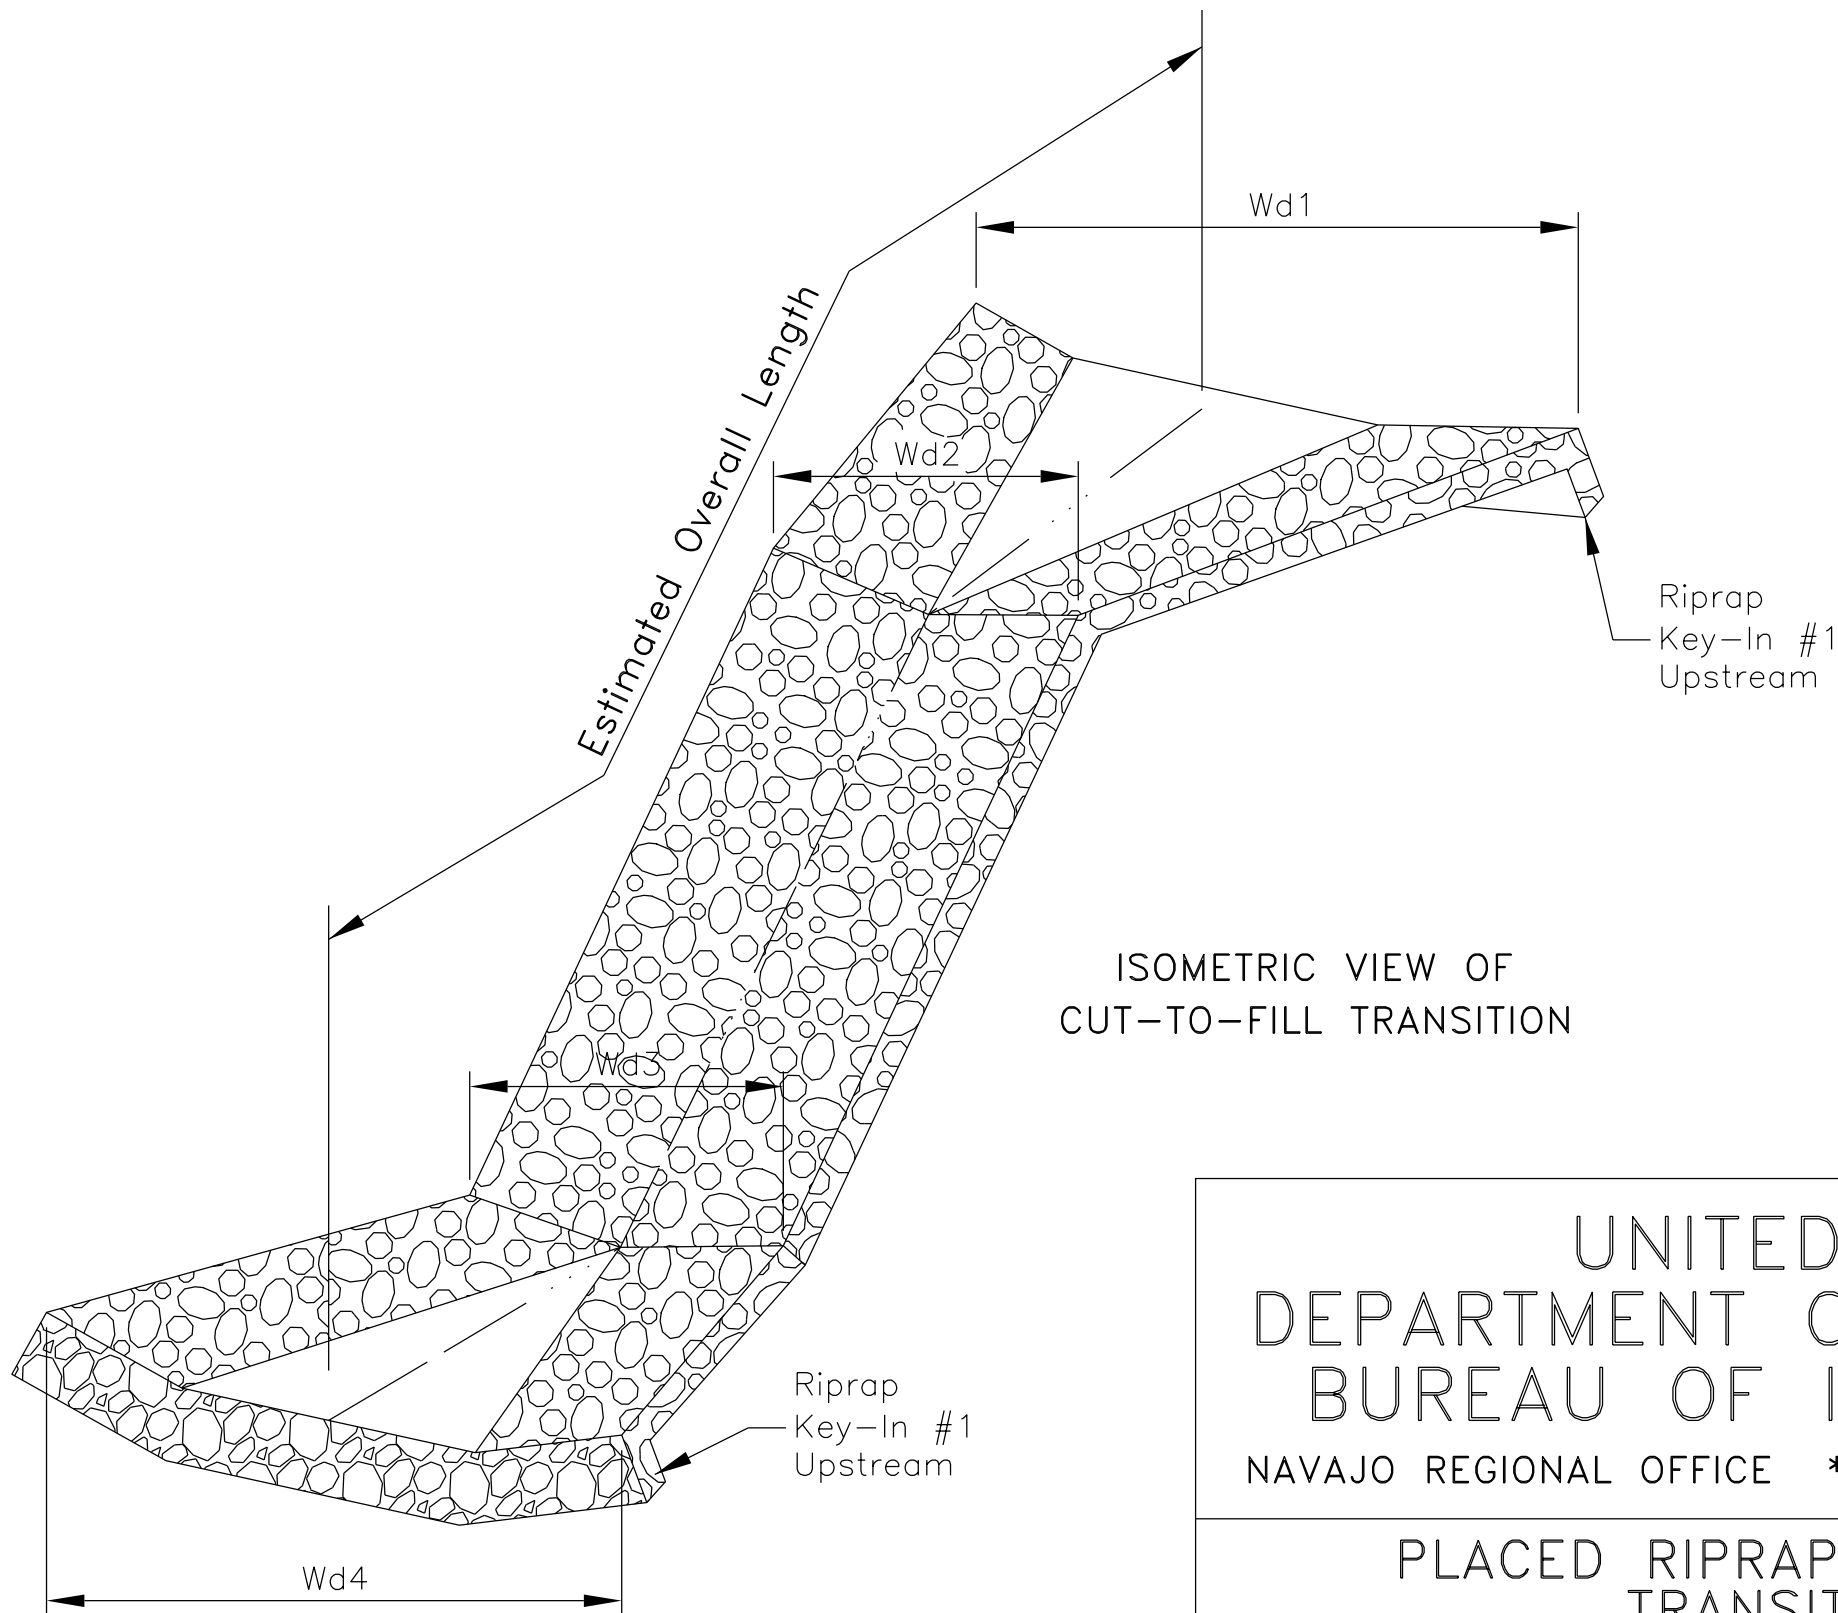 Wd1
Estimated Overall Length
Wd2
Riprap
Key-In #1
Upstream
ISOMETRIC VIEW OF
CUT-TO-FILL TRANSITION
Wd3
UNITED
DEPARTMENT
BUREAU OF I
NAVAJO REGIONAL OFFICE *
Riprap
Key-In #1
Upstream
PLACED RIPRAP
TRANSIT
Wd4